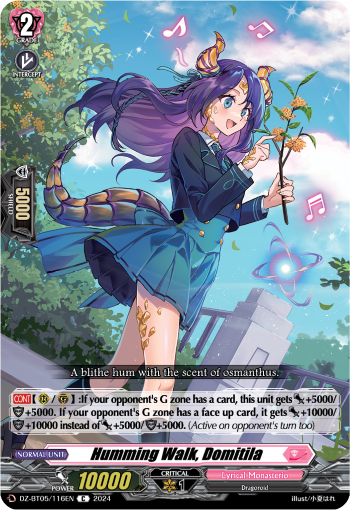 2
GRADE
INTERCEPT
5000
SHIELD
A blithe hum with the scent of osmanthus.
CONT【 / 】:If your opponent's G zone has a card, this unit gets +5000/
+5000. If your opponent's G zone has a face up card, it gets +10000/
+10000 instead of +5000/ +5000. (Active on opponent's turn too)
NORMAL UNIT
Humming Walk, Domitila
POWER 10000
CRITICAL
1
Lyrical Monasterio
Dragoroid
DZ-BT05/116EN C 2024
illust/小夏はれ